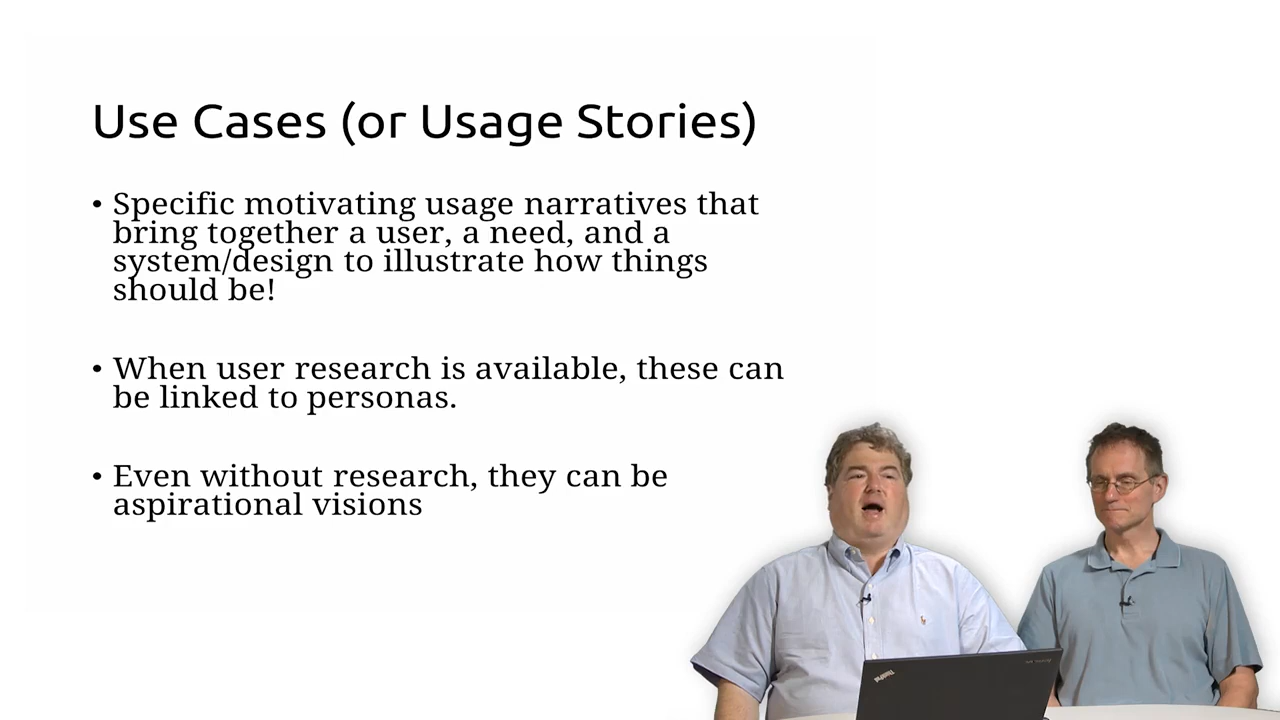 Use Cases (or Usage Stories)
• Specific motivating usage narratives that
bring together a user, a need, and a
system/design to illustrate how things
should be!
• When user research is available, these can
be linked to personas.
• Even without research, they can be
aspirational visions
ThinkPad